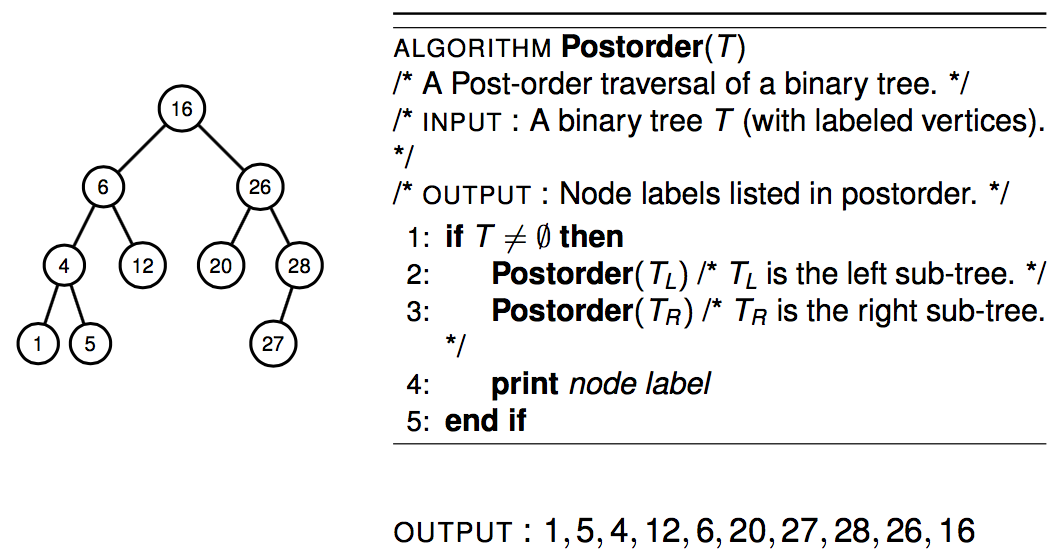 16
6
26
4
12
20
28
1
5
27
ALGORITHM Postorder(T)
/* A Post-order traversal of a binary tree. */
/* INPUT : A binary tree T (with labeled vertices).
*/
/* OUTPUT : Node labels listed in postorder. */
1: if T ≠ ∅ then
2: Postorder(T_L) /* T_L is the left sub-tree. */
3: Postorder(T_R) /* T_R is the right sub-tree.
*/
4: print node label
5: end if
OUTPUT : 1, 5, 4, 12, 6, 20, 27, 28, 26, 16